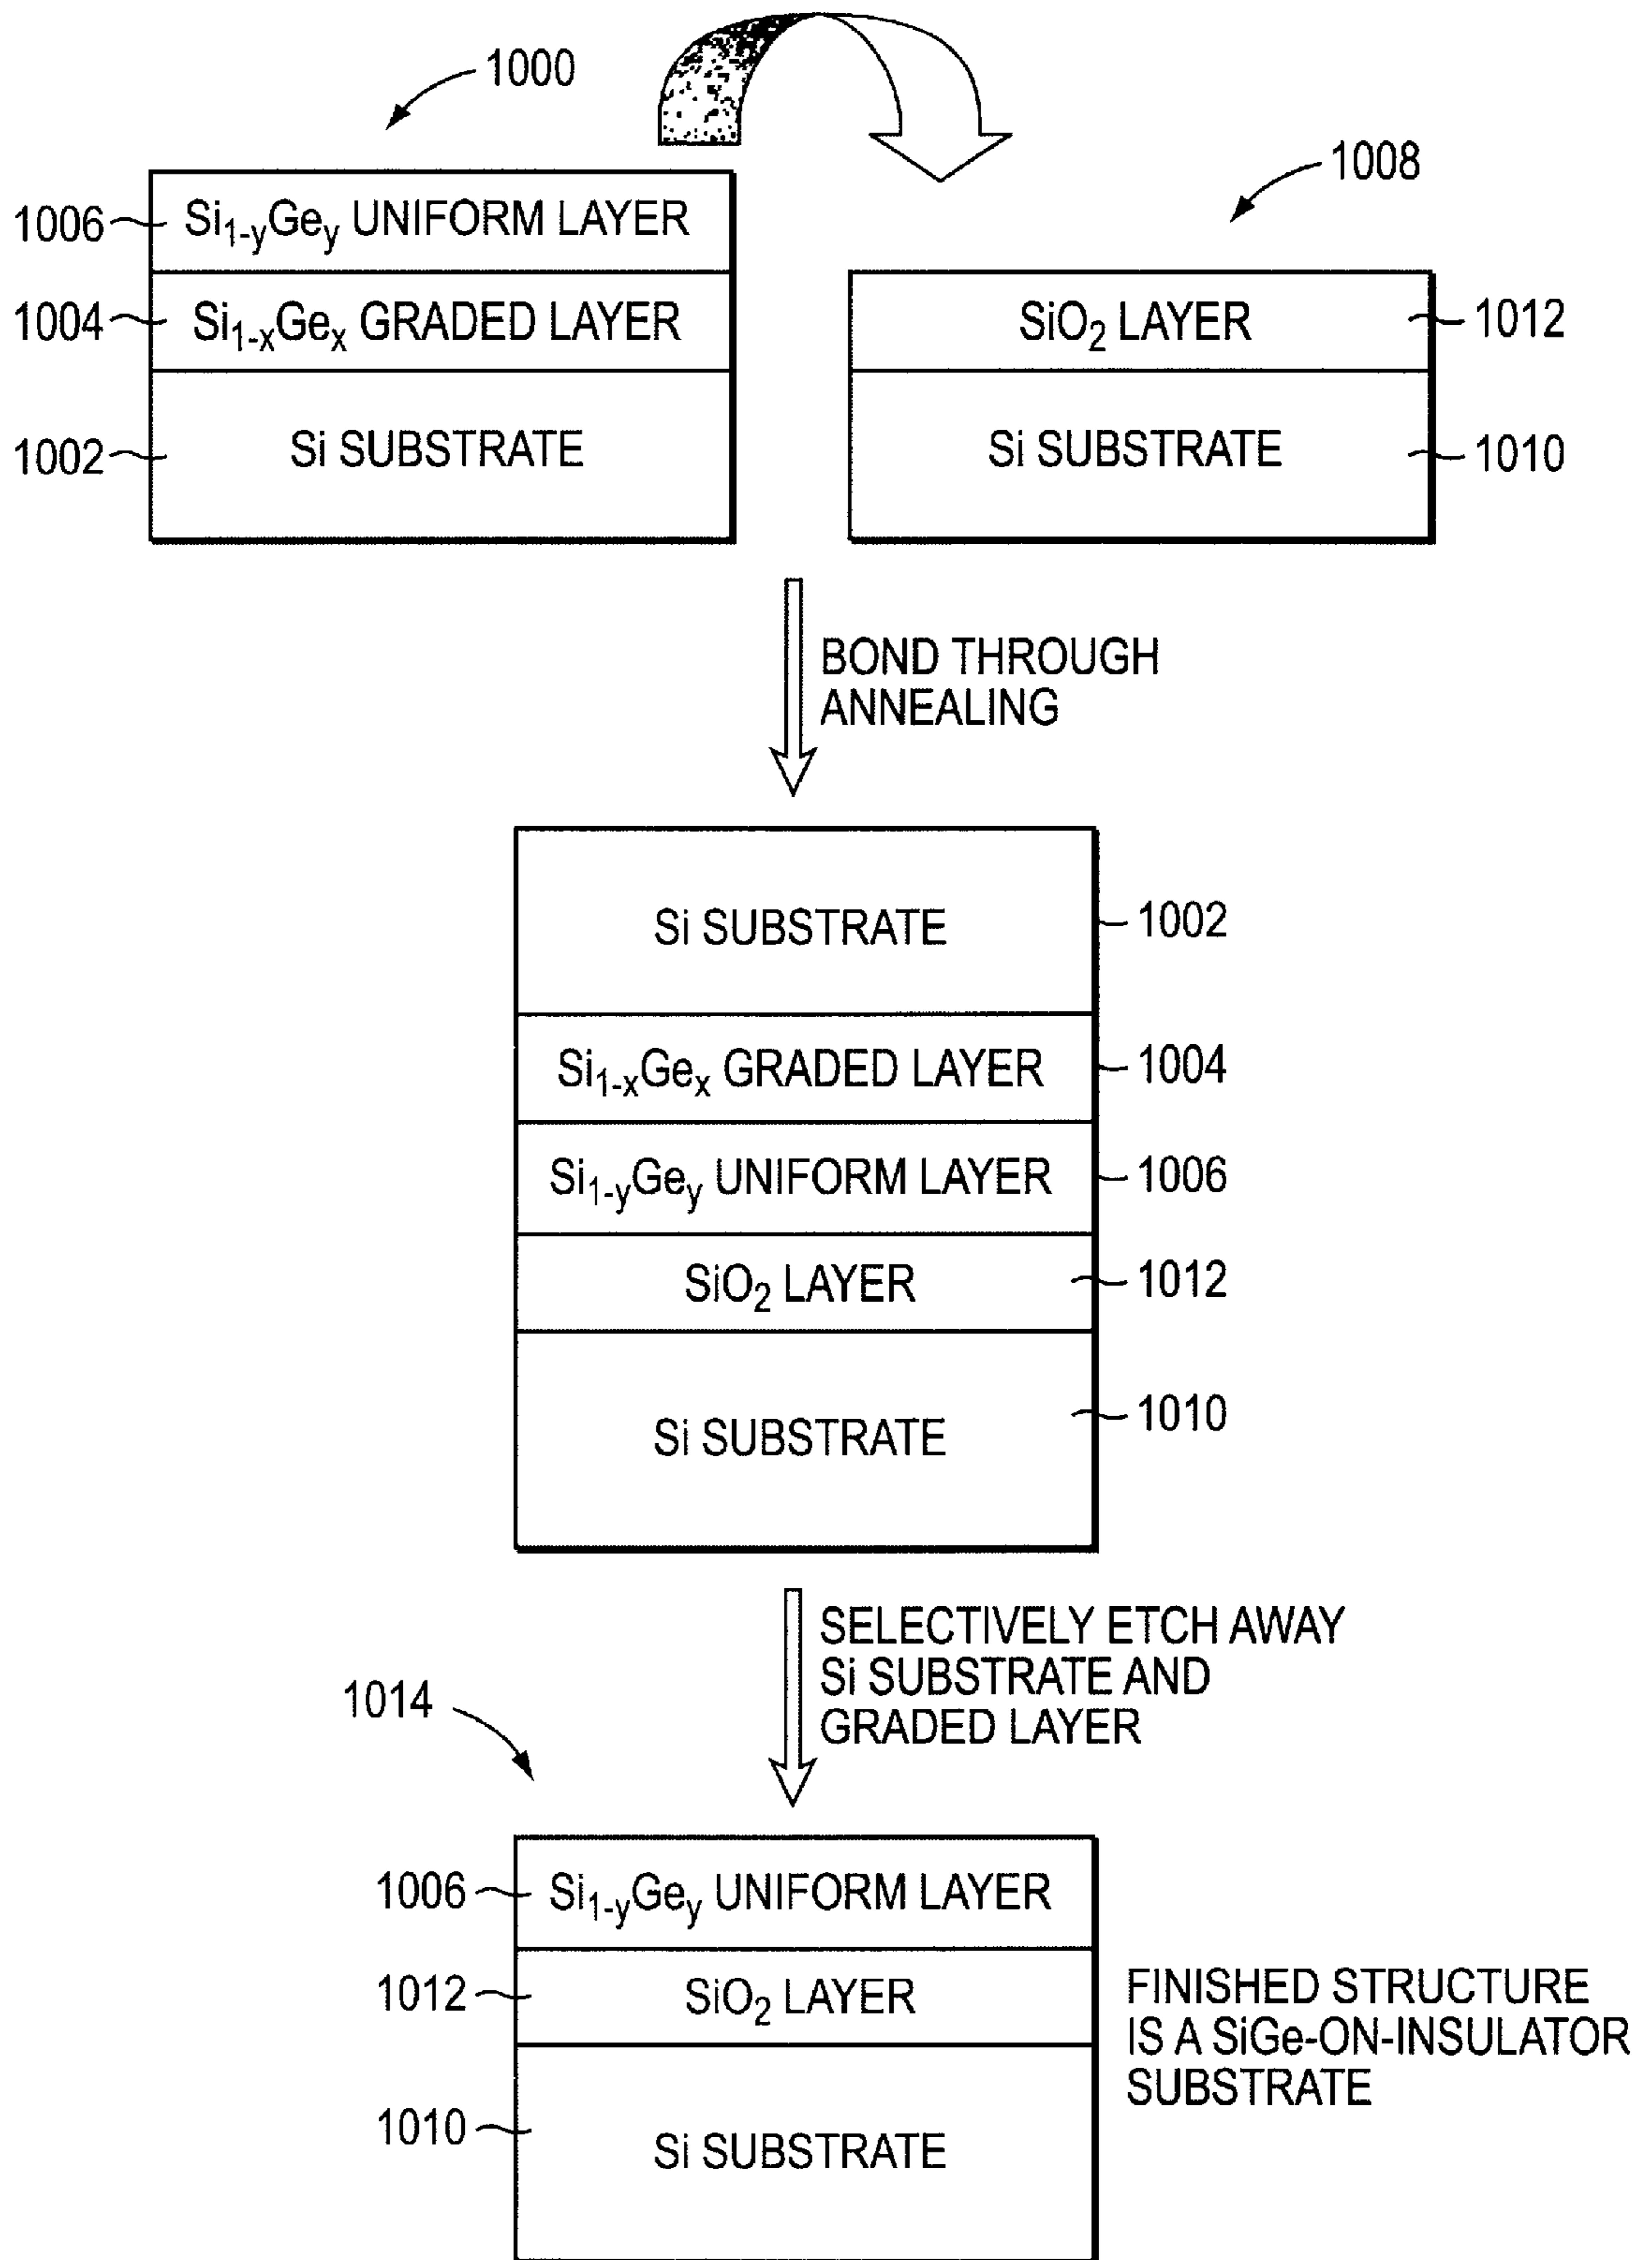 1000
1008
1006 Si₁₋ᵧGeᵧ UNIFORM LAYER
1004 Si₁₋ₓGeₓ GRADED LAYER
1002 Si SUBSTRATE
SiO₂ LAYER 1012
Si SUBSTRATE 1010
BOND THROUGH
ANNEALING
Si SUBSTRATE 1002
Si₁₋ₓGeₓ GRADED LAYER 1004
Si₁₋ᵧGeᵧ UNIFORM LAYER 1006
SiO₂ LAYER 1012
Si SUBSTRATE 1010
SELECTIVELY ETCH AWAY
Si SUBSTRATE AND
GRADED LAYER
1014
1006 Si₁₋ᵧGeᵧ UNIFORM LAYER
1012 SiO₂ LAYER
1010 Si SUBSTRATE
FINISHED STRUCTURE
IS A SiGe-ON-INSULATOR
SUBSTRATE